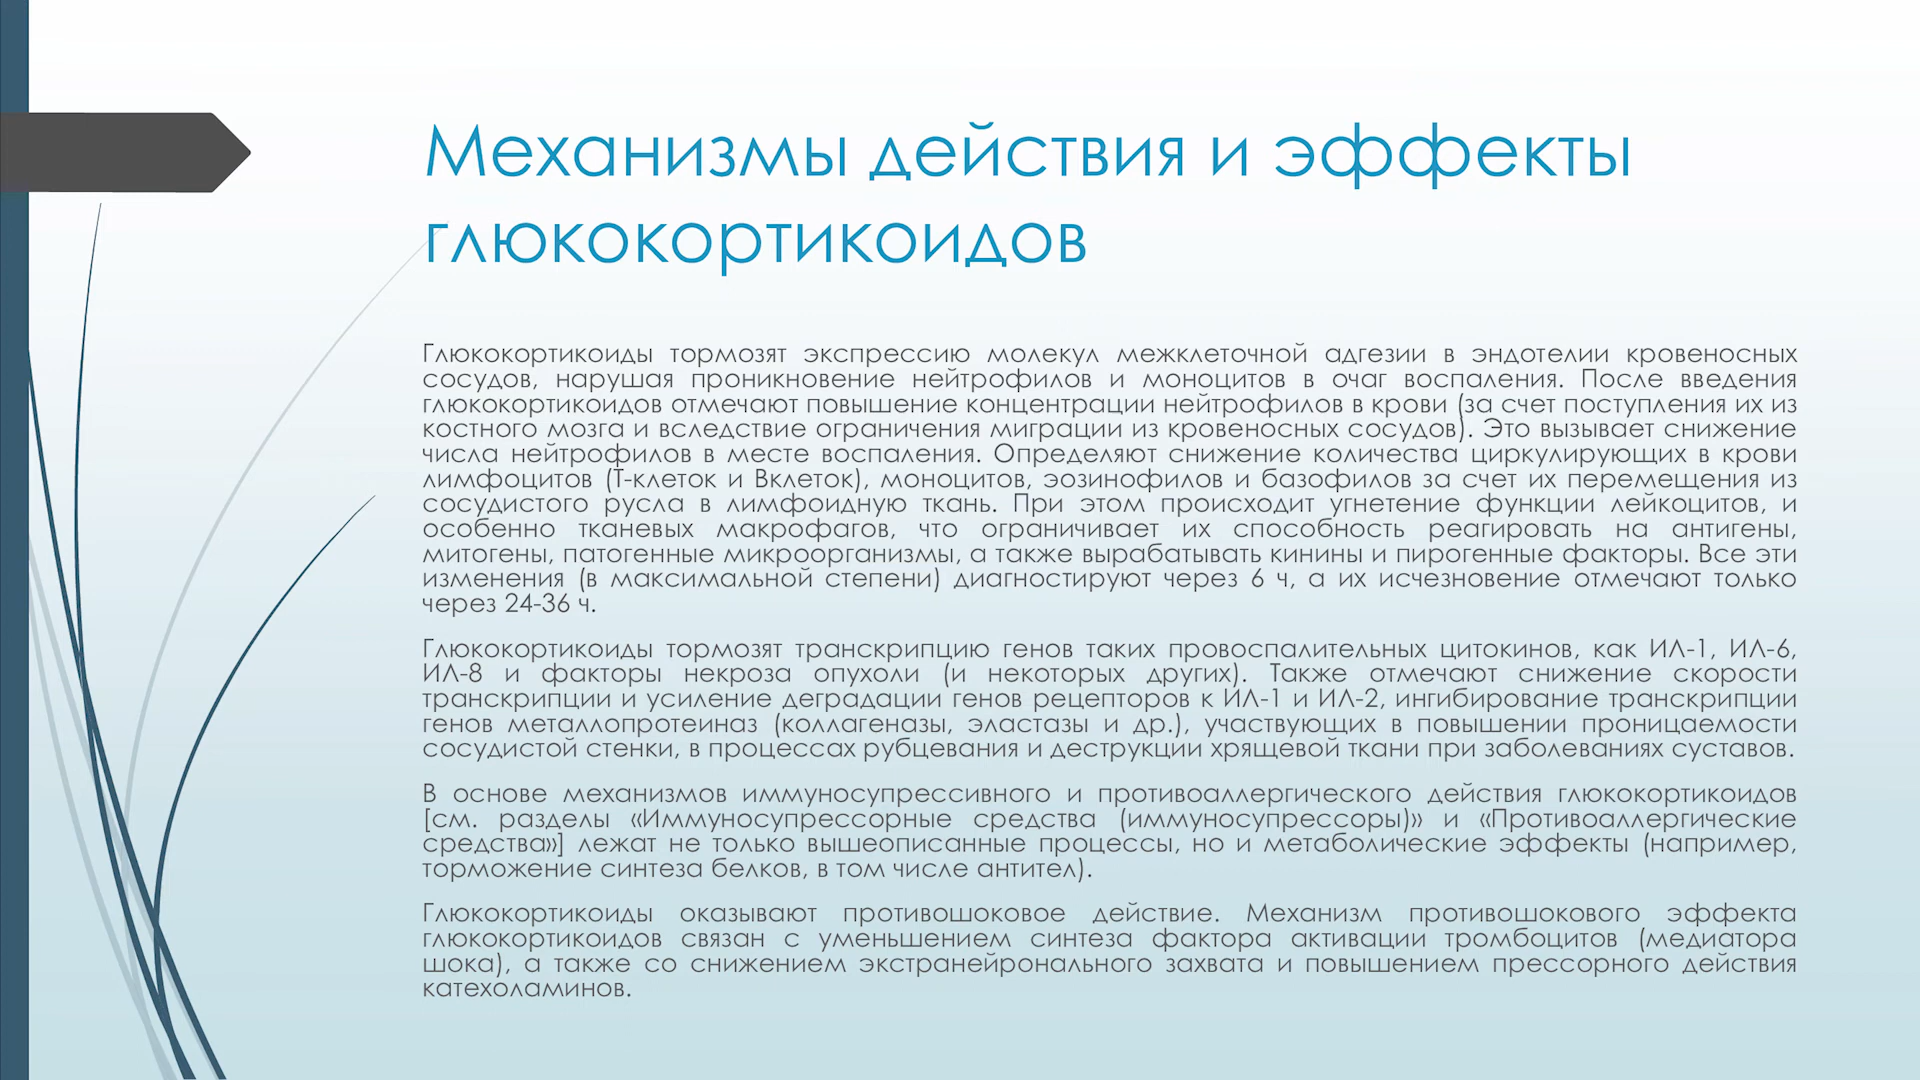 Механизмы действия и эффекты
глюкокортикоидов
Глюкокортикоиды тормозят экспрессию молекул межклеточной адгезии в эндотелии кровеносных
сосудов, нарушая проникновение нейтрофилов и моноцитов в очаг воспаления. После введения
глюкокортикоидов отмечают повышение концентрации нейтрофилов в крови (за счет поступления их из
костного мозга и вследствие ограничения миграции из кровеносных сосудов). Это вызывает снижение
числа нейтрофилов в месте воспаления. Определяют снижение количества циркулирующих в крови
лимфоцитов (Т-клеток и Вклеток), моноцитов, эозинофилов и базофилов за счет их перемещения из
сосудистого русла в лимфоидную ткань. При этом происходит угнетение функции лейкоцитов, и
особенно тканевых макрофагов, что ограничивает их способность реагировать на антигены,
митогены, патогенные микроорганизмы, а также вырабатывать кинины и пирогенные факторы. Все эти
изменения (в максимальной степени) диагностируют через 6 ч, а их исчезновение отмечают только
через 24-36 ч.
Глюкокортикоиды тормозят транскрипцию генов таких провоспалительных цитокинов, как ИЛ-1, ИЛ-6,
ИЛ-8 и факторы некроза опухоли (и некоторых других). Также отмечают снижение скорости
транскрипции и усиление деградации генов рецепторов к ИЛ-1 и ИЛ-2, ингибирование транскрипции
генов металлопротеиназ (коллагеназы, эластазы и др.), участвующих в повышении проницаемости
сосудистой стенки, в процессах рубцевания и деструкции хрящевой ткани при заболеваниях суставов.
В основе механизмов иммуносупрессивного и противоаллергического действия глюкокортикоидов
[см. разделы «Иммуносупрессорные средства (иммуносупрессоры)» и «Противоаллергические
средства»] лежат не только вышеописанные процессы, но и метаболические эффекты (например,
торможение синтеза белков, в том числе антител).
Глюкокортикоиды оказывают противошоковое действие. Механизм противошокового эффекта
глюкокортикоидов связан с уменьшением синтеза фактора активации тромбоцитов (медиатора
шока), а также со снижением экстранейронального захвата и повышением прессорного действия
катехоламинов.